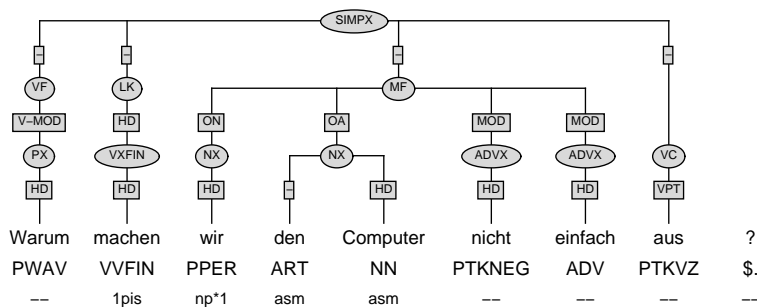 SIMPX
– – –
VF LK MF
V−MOD HD ON OA MOD MOD
PX VXFIN NX NX ADVX ADVX VC
HD HD HD – HD HD HD VPT
Warum machen wir den Computer nicht einfach aus ?
PWAV VVFIN PPER ART NN PTKNEG ADV PTKVZ $.
−− 1pis np*1 asm asm −− −− −− −−